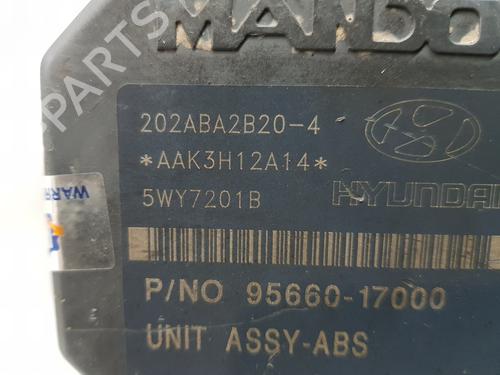 MANDO
202ABA2B20-4
*AAK3H12A14*
5WY7201B
HYUNDAI
WARR
P/NO 95660-17000
UNIT ASSY-ABS
PARTS